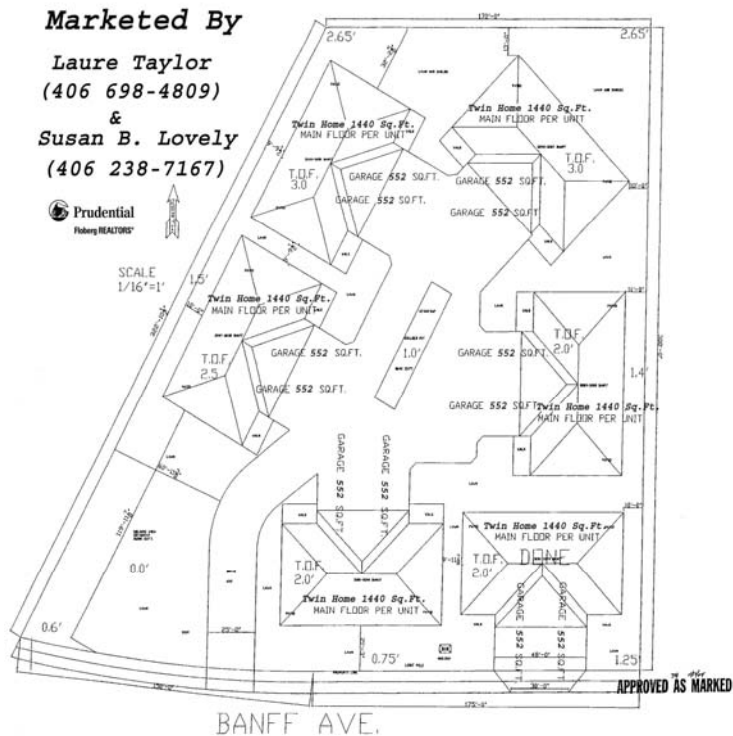 Marketed By
Laure Taylor
(406 698-4809)
&
Susan B. Lovely
(406 238-7167)
Prudential
Floberg REALTORS®
SCALE
1/16"=1'
170'-0"
2.65'
2.65'
Twin Home 1440 Sq.Ft.
MAIN FLOOR PER UNIT
T.O.F.
3.0
GARAGE 552 SQ.FT.
GARAGE 552 SQ.FT.
Twin Home 1440 Sq.Ft.
MAIN FLOOR PER UNIT
T.O.F.
3.0
GARAGE 552 SQ.FT.
GARAGE 552 SQ.FT.
1.5'
Twin Home 1440 Sq.Ft.
MAIN FLOOR PER UNIT
T.O.F.
2.5
GARAGE 552 SQ.FT.
GARAGE 552 SQ.FT.
1.0'
T.O.F.
2.0'
GARAGE 552 SQ.FT.
GARAGE 552 SQ.FT.
1.4'
Twin Home 1440 Sq.Ft.
MAIN FLOOR PER UNIT
GARAGE 552 SQ.FT.
GARAGE 552 SQ.FT.
T.O.F.
2.0'
Twin Home 1440 Sq.Ft.
MAIN FLOOR PER UNIT
Twin Home 1440 Sq.Ft.
MAIN FLOOR PER UNIT
T.O.F.
2.0'
DONE
GARAGE 552 SQ.FT.
GARAGE 552 SQ.FT.
0.0'
0.6'
25'-0"
0.75'
1.25'
175'-0"
APPROVED AS MARKED
BANFF AVE.